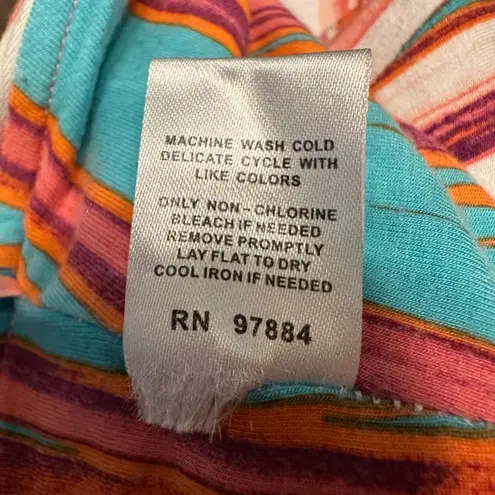 MACHINE WASH COLD
DELICATE CYCLE WITH
LIKE COLORS
ONLY NON-CHLORINE
BLEACH IF NEEDED
REMOVE PROMPTLY
LAY FLAT TO DRY
COOL IRON IF NEEDED
RN 97884